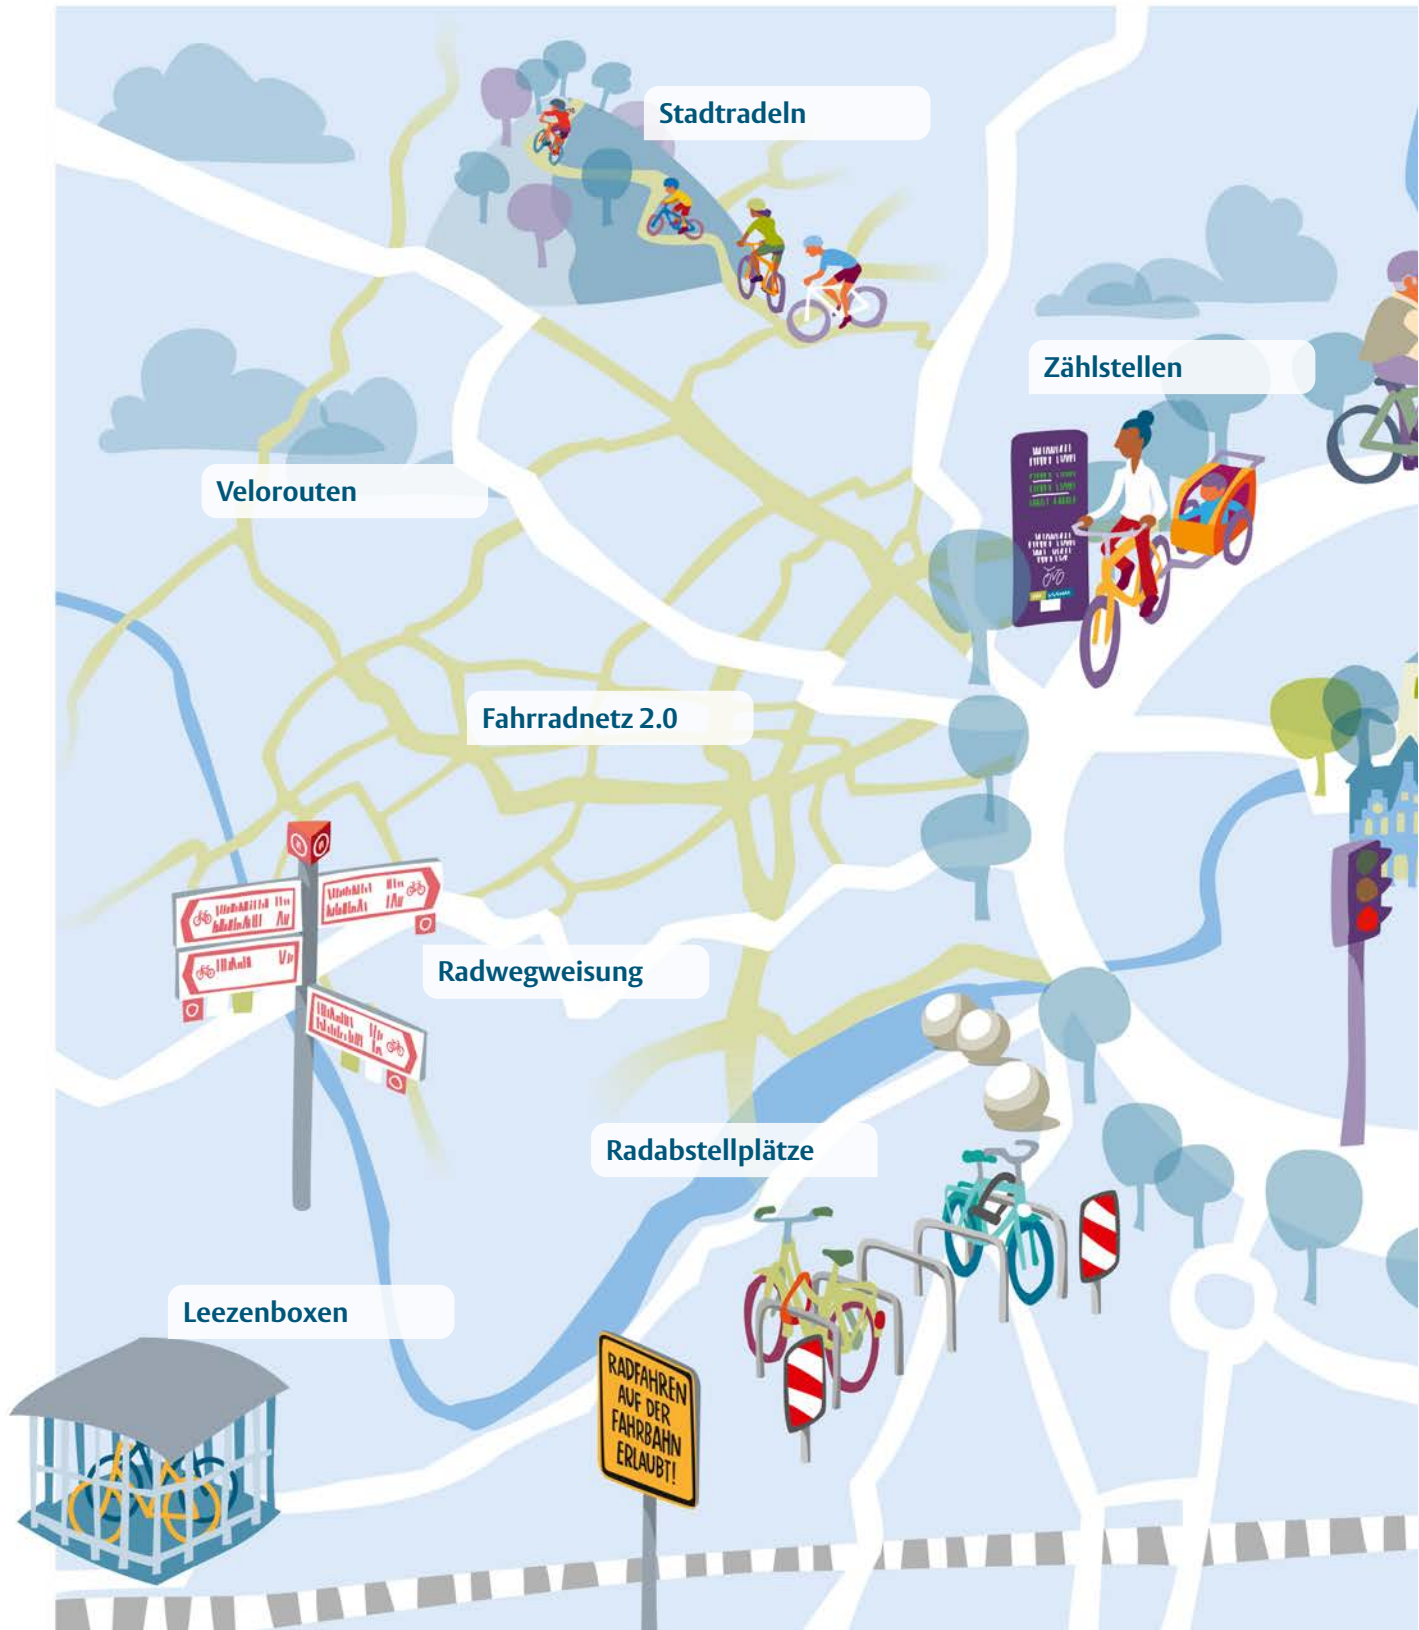 Stadtradeln
Zählstellen
Velorouten
Fahrradnetz 2.0
Radwegweisung
Radabstellplätze
Leezenboxen
RADFAHREN
AUF DER
FAHRBAHN
ERLAUBT!